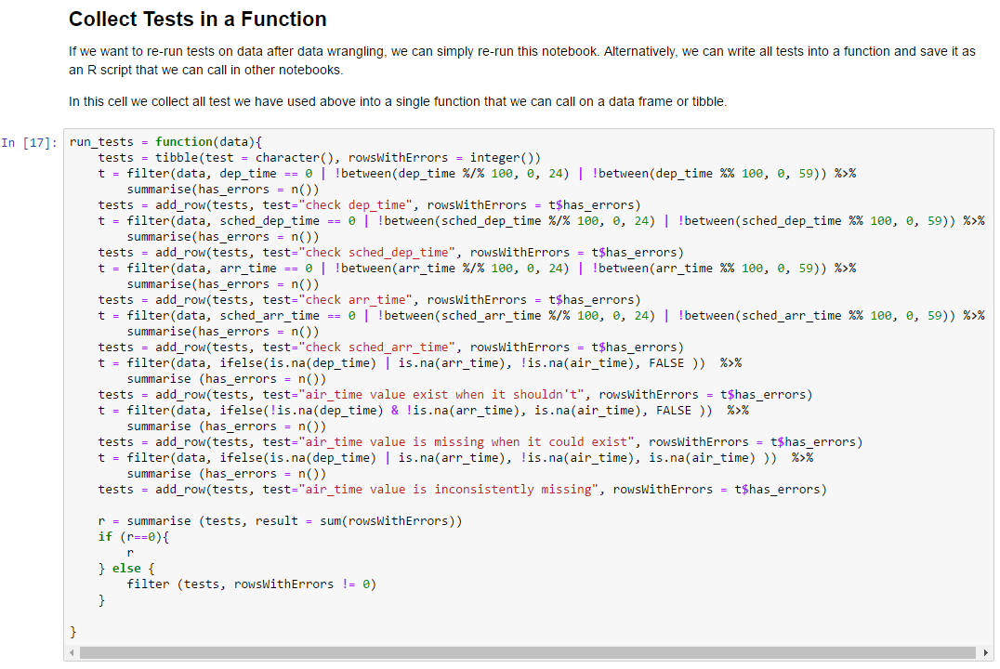 Collect Tests in a Function
If we want to re-run tests on data after data wrangling, we can simply re-run this notebook. Alternatively, we can write all tests into a function and save it as
an R script that we can call in other notebooks.
In this cell we collect all test we have used above into a single function that we can call on a data frame or tibble.
In [17]: run_tests = function(data){
    tests = tibble(test = character(), rowsWithErrors = integer())
    t = filter(data, dep_time == 0 | !between(dep_time %/% 100, 0, 24) | !between(dep_time %% 100, 0, 59)) %>%
        summarise(has_errors = n())
    tests = add_row(tests, test="check dep_time", rowsWithErrors = t$has_errors)
    t = filter(data, sched_dep_time == 0 | !between(sched_dep_time %/% 100, 0, 24) | !between(sched_dep_time %% 100, 0, 59)) %>%
        summarise(has_errors = n())
    tests = add_row(tests, test="check sched_dep_time", rowsWithErrors = t$has_errors)
    t = filter(data, arr_time == 0 | !between(arr_time %/% 100, 0, 24) | !between(arr_time %% 100, 0, 59)) %>%
        summarise(has_errors = n())
    tests = add_row(tests, test="check arr_time", rowsWithErrors = t$has_errors)
    t = filter(data, sched_arr_time == 0 | !between(sched_arr_time %/% 100, 0, 24) | !between(sched_arr_time %% 100, 0, 59)) %>%
        summarise(has_errors = n())
    tests = add_row(tests, test="check sched_arr_time", rowsWithErrors = t$has_errors)
    t = filter(data, ifelse(is.na(dep_time) | is.na(arr_time), !is.na(air_time), FALSE ))  %>%
        summarise (has_errors = n())
    tests = add_row(tests, test="air_time value exist when it shouldn't", rowsWithErrors = t$has_errors)
    t = filter(data, ifelse(!is.na(dep_time) & !is.na(arr_time), is.na(air_time), FALSE ))  %>%
        summarise (has_errors = n())
    tests = add_row(tests, test="air_time value is missing when it could exist", rowsWithErrors = t$has_errors)
    t = filter(data, ifelse(is.na(dep_time) | is.na(arr_time), !is.na(air_time), is.na(air_time) ))  %>%
        summarise (has_errors = n())
    tests = add_row(tests, test="air_time value is inconsistently missing", rowsWithErrors = t$has_errors)
    r = summarise (tests, result = sum(rowsWithErrors))
    if (r==0){
        r
    } else {
        filter (tests, rowsWithErrors != 0)
    }
}